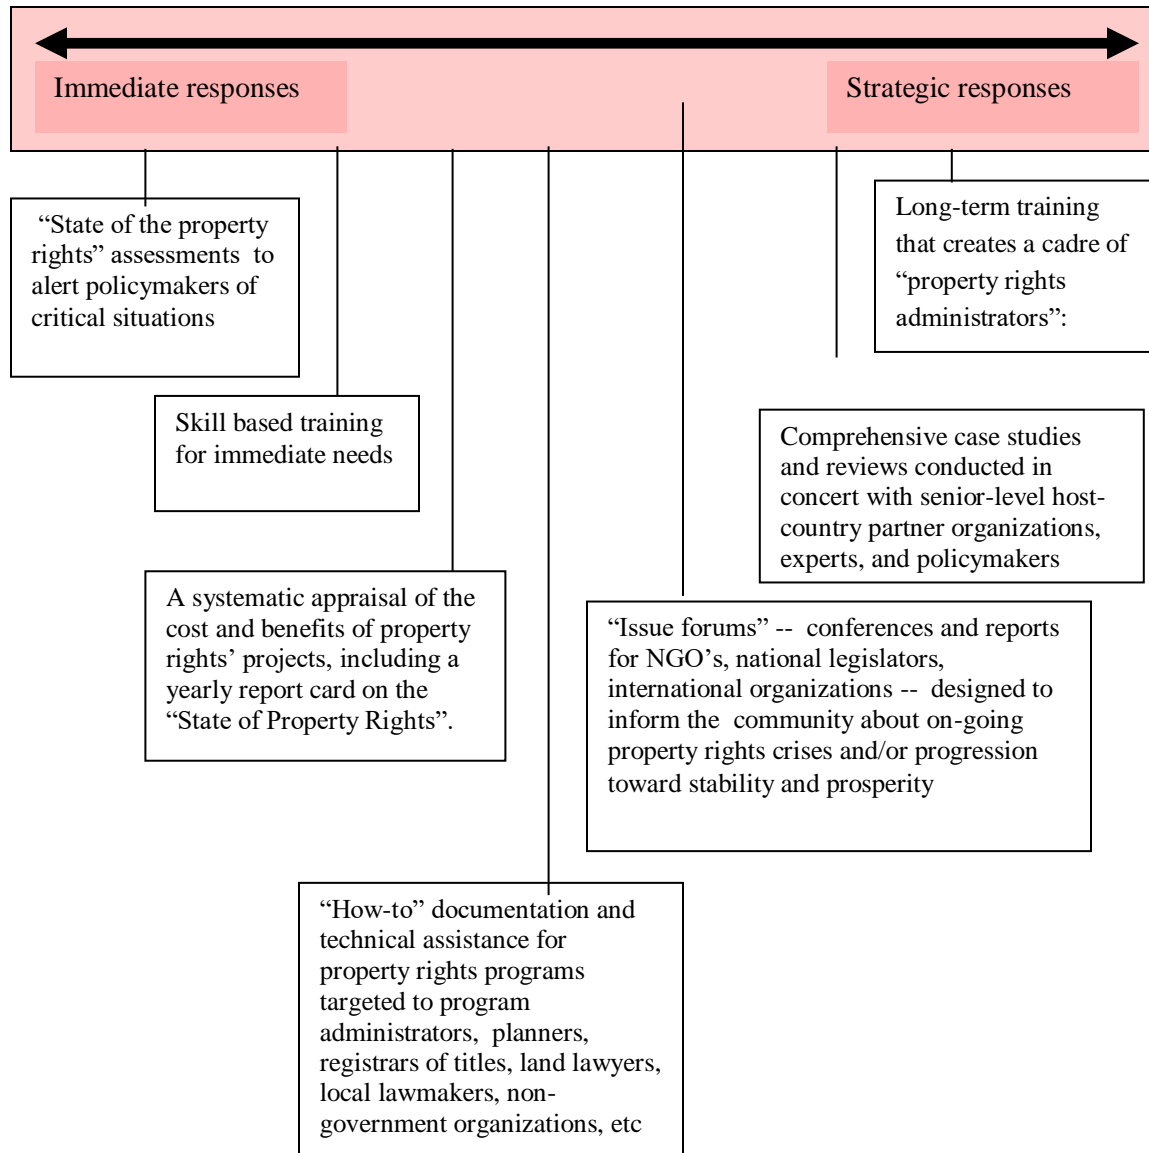 Immediate responses
Strategic responses
“State of the property
rights” assessments to
alert policymakers of
critical situations
Long-term training
that creates a cadre of
“property rights
administrators”:
Skill based training
for immediate needs
Comprehensive case studies
and reviews conducted in
concert with senior-level host-
country partner organizations,
experts, and policymakers
A systematic appraisal of the
cost and benefits of property
rights’ projects, including a
yearly report card on the
“State of Property Rights”.
“Issue forums” -- conferences and reports
for NGO’s, national legislators,
international organizations -- designed to
inform the community about on-going
property rights crises and/or progression
toward stability and prosperity
“How-to” documentation and
technical assistance for
property rights programs
targeted to program
administrators, planners,
registrars of titles, land lawyers,
local lawmakers, non-
government organizations, etc